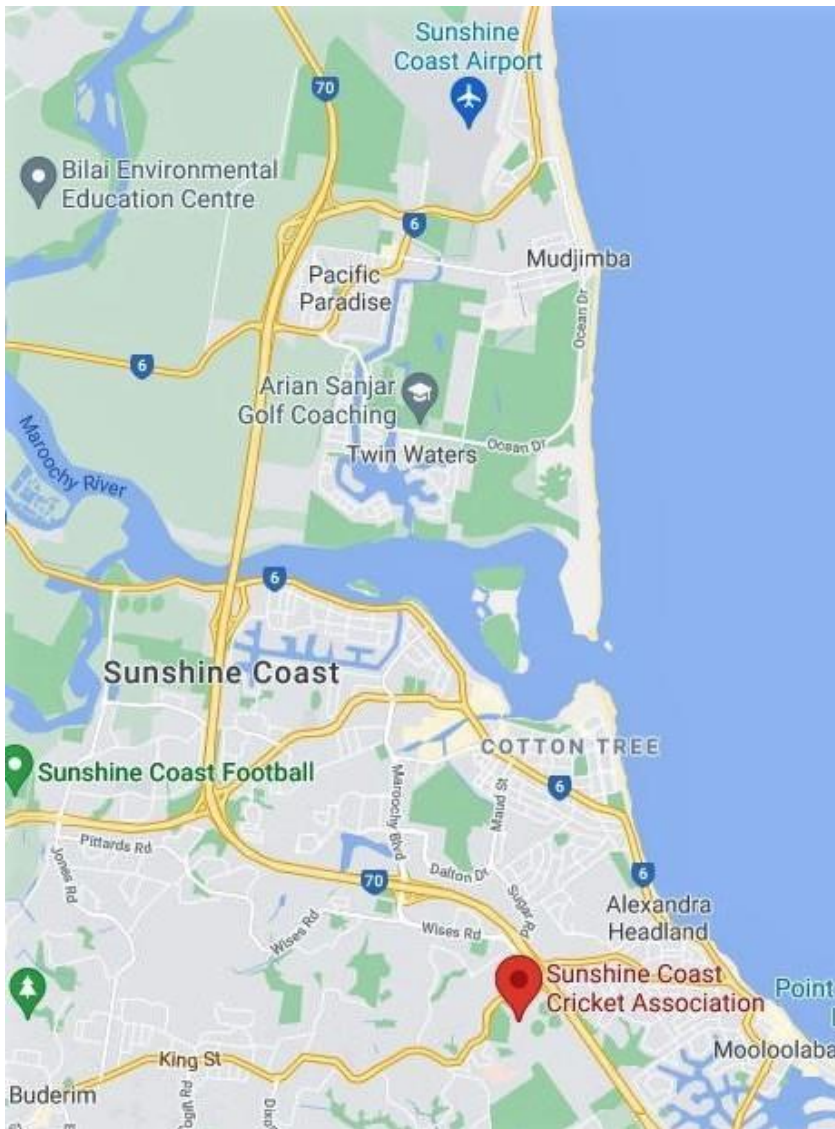 Sunshine
Coast Airport
70
Bilai Environmental
Education Centre
6
Mudjimba
Pacific
Paradise
Ocean Dr
6
Arian Sanjar
Golf Coaching
Ocean Dr
Twin Waters
Maroochy River
6
Sunshine Coast
COTTON TREE
Sunshine Coast Football
6
Maud St
Maroochy Blvd
Pittards Rd
Jones Rd
70
Dalton Dr
6
Sugar Rd
Alexandra
Headland
Wises Rd
Wises Rd
Sunshine Coast
Cricket Association
Point
Mooloolaba
King St
Buderim